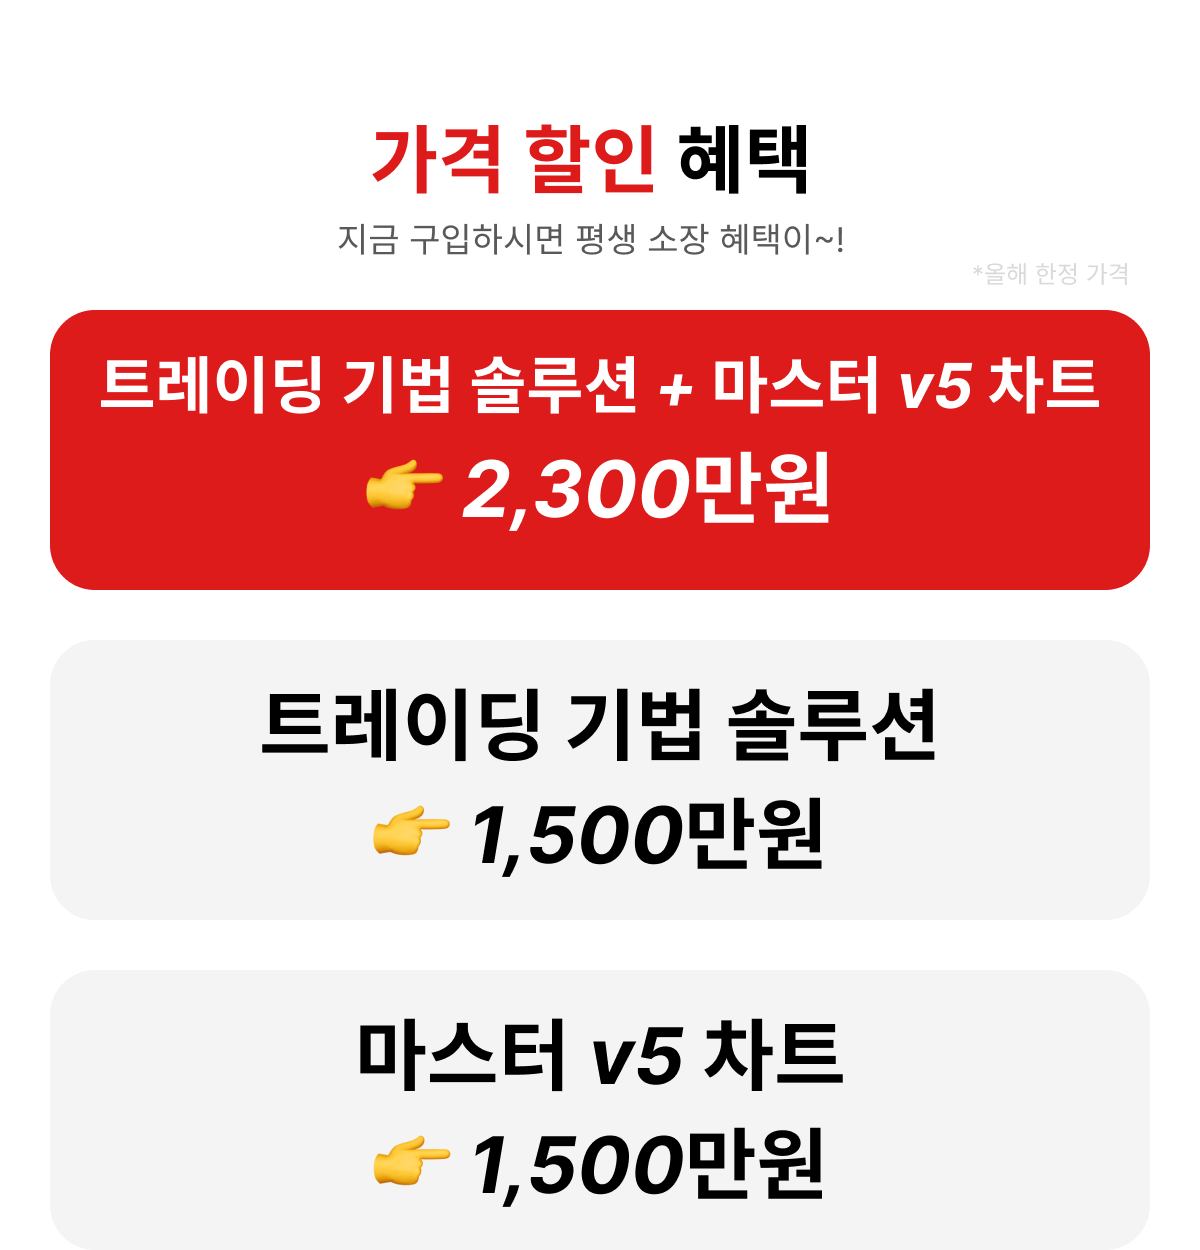 가격 할인 혜택
지금 구입하시면 평생 소장 혜택이~!
*올해 한정 가격
트레이딩 기법 솔루션 + 마스터 v5 차트
👉 2,300만원
트레이딩 기법 솔루션
👉 1,500만원
마스터 v5 차트
👉 1,500만원